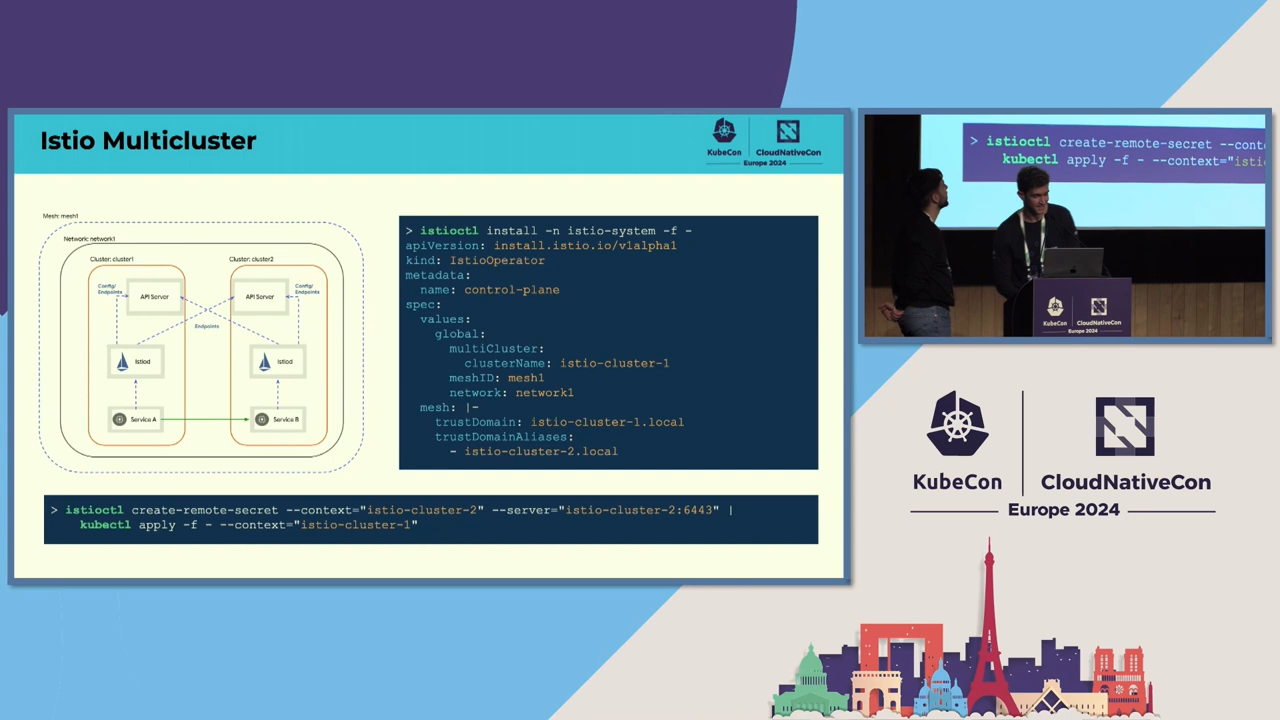 Istio Multicluster
KubeCon
CloudNativeCon
Europe 2024
Mesh: mesh1
Network: network1
Cluster: cluster1
Cluster: cluster2
Config/
Endpoints
API Server
API Server
Config/
Endpoints
Endpoints
Istiod
Istiod
Service A
Service B
> istioctl install -n istio-system -f -
apiVersion: install.istio.io/v1alpha1
kind: IstioOperator
metadata:
  name: control-plane
spec:
  values:
    global:
      multiCluster:
        clusterName: istio-cluster-1
      meshID: mesh1
      network: network1
  mesh: |-
    trustDomain: istio-cluster-1.local
    trustDomainAliases:
      - istio-cluster-2.local
> istioctl create-remote-secret --context="istio-cluster-2" --server="istio-cluster-2:6443" |
    kubectl apply -f - --context="istio-cluster-1"
> istioctl create-remote-secret --cont
kubectl apply -f - --context="istio
KubeCon
CloudNativeCon
Europe 2024
KubeCon
CloudNativeCon
Europe 2024